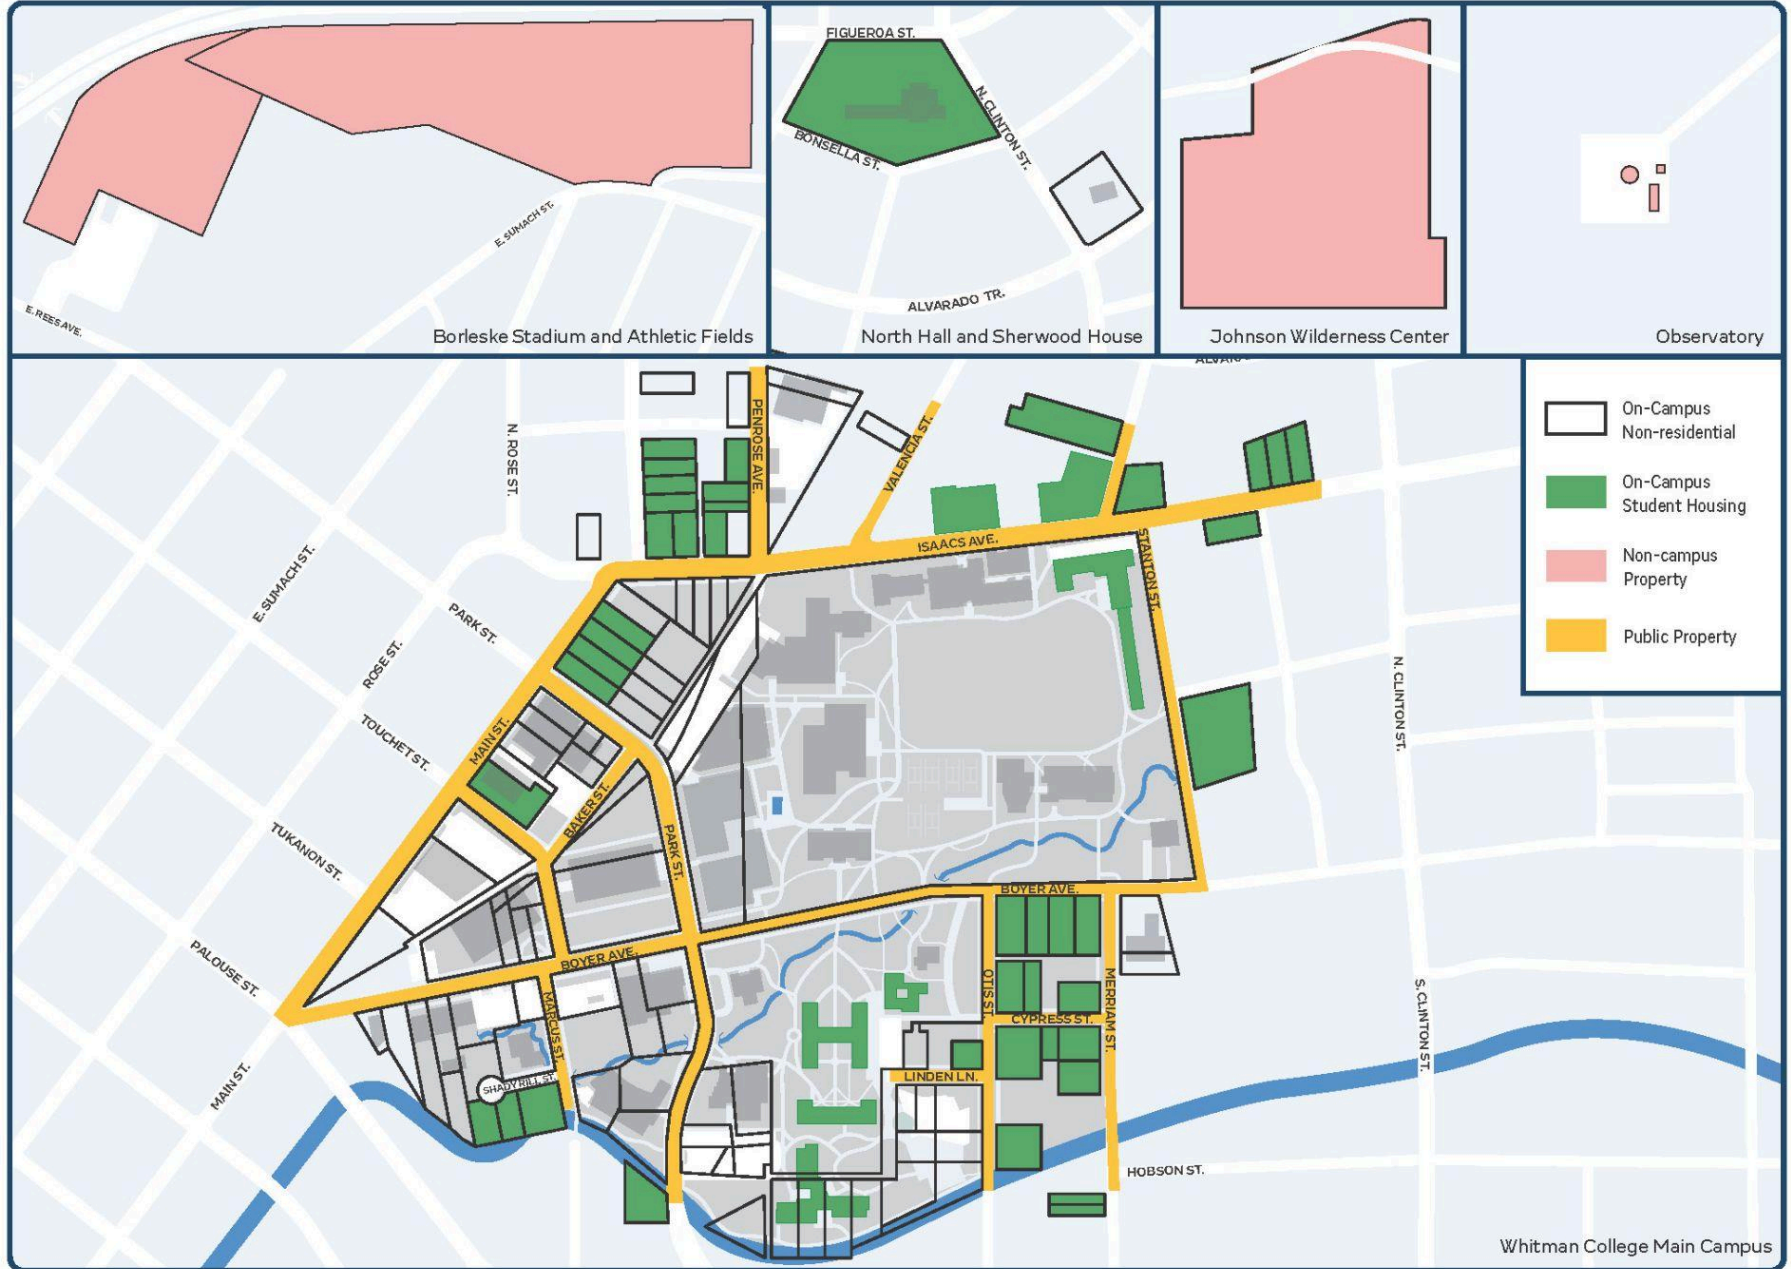 FIGUEROA ST.
N. CLINTON ST.
BONSELLA ST.
E. SUMACH ST.
ALVARADO TR.
E. REES AVE.
Borleske Stadium and Athletic Fields
North Hall and Sherwood House
Johnson Wilderness Center
Observatory
On-Campus
Non-residential
On-Campus
Student Housing
Non-campus
Property
Public Property
N. ROSE ST.
PENROSE AVE.
VALENCIA ST.
ISAACS AVE.
STANTON ST.
E. SUMACH ST.
PARK ST.
ROSE ST.
N. CLINTON ST.
TOUCHET ST.
MAIN ST.
BAKER ST.
TUKANON ST.
PARK ST.
BOYER AVE.
PALOUSE ST.
BOYER AVE.
OTIS ST.
MERRIAM ST.
MARCUS ST.
CYPRESS ST.
S. CLINTON ST.
MAIN ST.
SHADY RILL ST.
LINDEN LN.
HOBSON ST.
Whitman College Main Campus